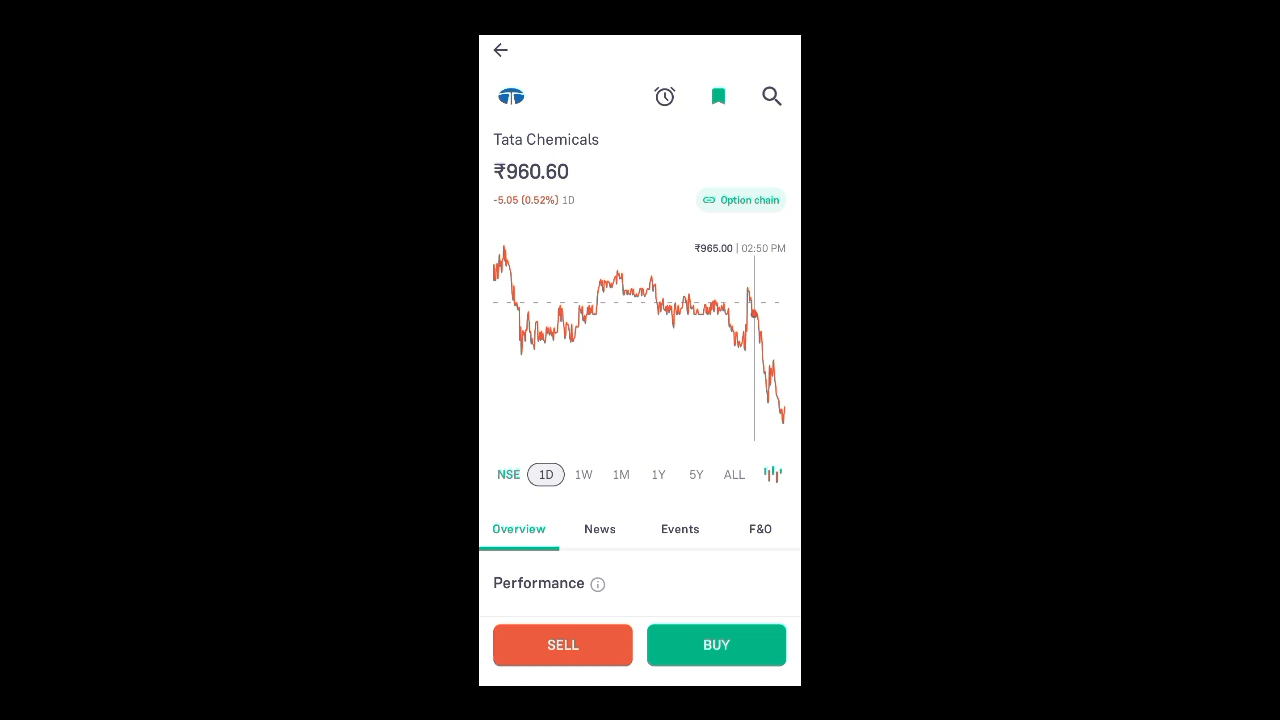 Tata Chemicals
₹960.60
-5.05 (0.52%) 1D
Option chain
₹965.00 | 02:50 PM
NSE 1D 1W 1M 1Y 5Y ALL
Overview News Events F&O
Performance
SELL BUY